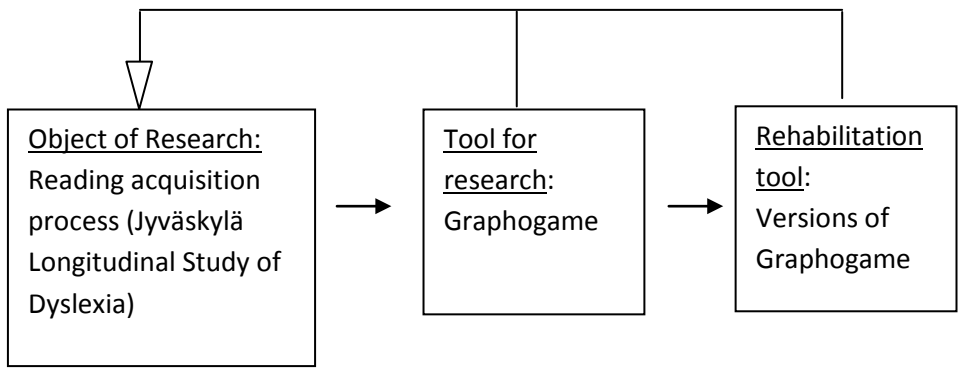 Object of Research:
Reading acquisition
process (Jyväskylä
Longitudinal Study of
Dyslexia)
Tool for
research:
Graphogame
Rehabilitation
tool:
Versions of
Graphogame